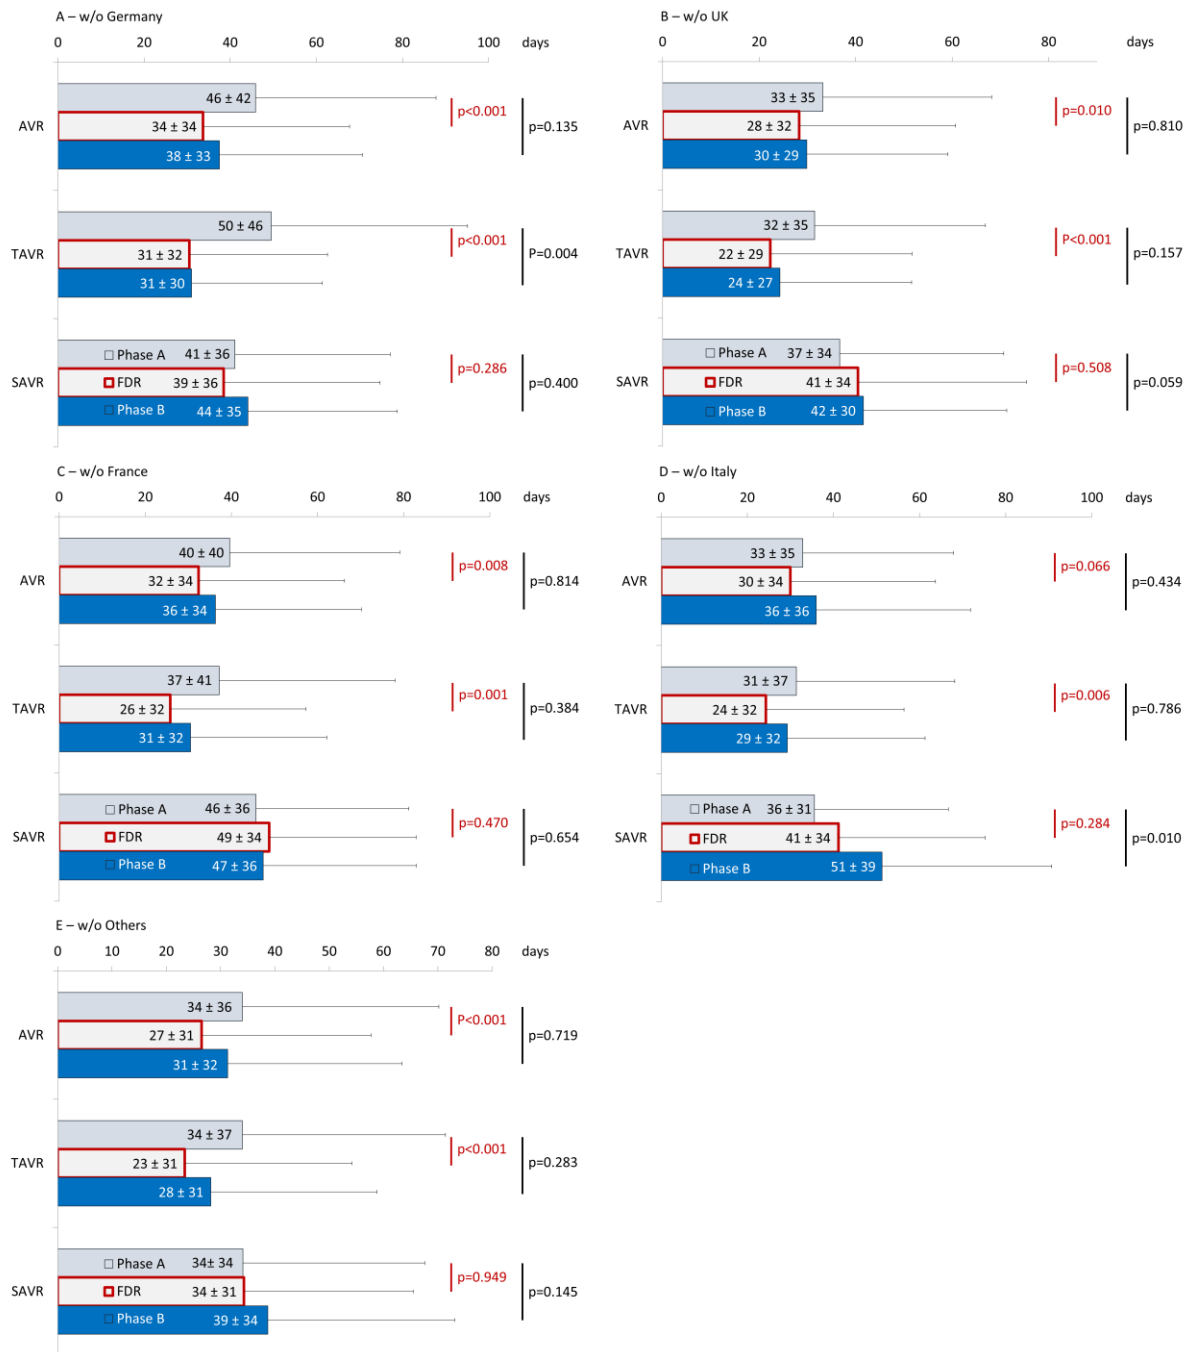 A – w/o Germany
0 20 40 60 80 100 days
AVR
46 ± 42
34 ± 34
38 ± 33
p<0.001
p=0.135
TAVR
50 ± 46
31 ± 32
31 ± 30
p<0.001
P=0.004
SAVR
Phase A 41 ± 36
FDR 39 ± 36
Phase B 44 ± 35
p=0.286
p=0.400
B – w/o UK
0 20 40 60 80 days
AVR
33 ± 35
28 ± 32
30 ± 29
p=0.010
p=0.810
TAVR
32 ± 35
22 ± 29
24 ± 27
P<0.001
p=0.157
SAVR
Phase A 37 ± 34
FDR 41 ± 34
Phase B 42 ± 30
p=0.508
p=0.059
C – w/o France
0 20 40 60 80 100 days
AVR
40 ± 40
32 ± 34
36 ± 34
p=0.008
p=0.814
TAVR
37 ± 41
26 ± 32
31 ± 32
p=0.001
p=0.384
SAVR
Phase A 46 ± 36
FDR 49 ± 34
Phase B 47 ± 36
p=0.470
p=0.654
D – w/o Italy
0 20 40 60 80 100 days
AVR
33 ± 35
30 ± 34
36 ± 36
p=0.066
p=0.434
TAVR
31 ± 37
24 ± 32
29 ± 32
p=0.006
p=0.786
SAVR
Phase A 36 ± 31
FDR 41 ± 34
Phase B 51 ± 39
p=0.284
p=0.010
E – w/o Others
0 10 20 30 40 50 60 70 80 days
AVR
34 ± 36
27 ± 31
31 ± 32
P<0.001
p=0.719
TAVR
34 ± 37
23 ± 31
28 ± 31
p<0.001
p=0.283
SAVR
Phase A 34± 34
FDR 34 ± 31
Phase B 39 ± 34
p=0.949
p=0.145